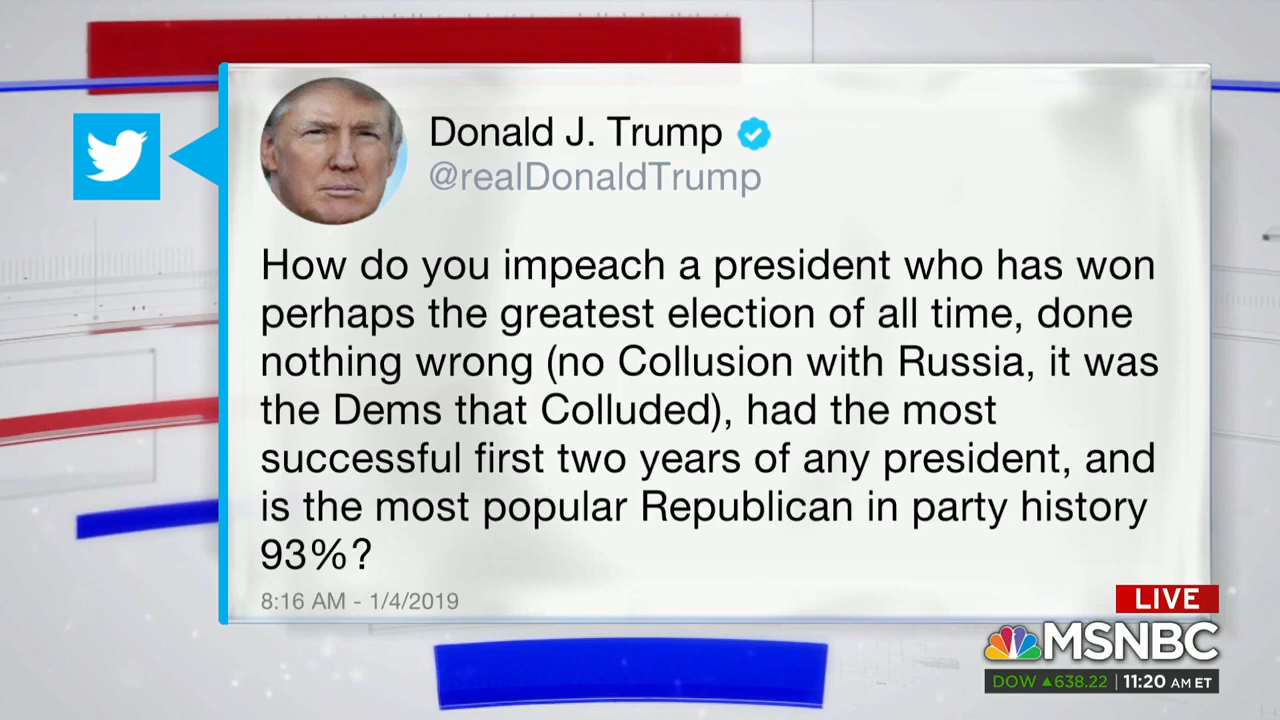 Donald J. Trump
@realDonaldTrump
How do you impeach a president who has won
perhaps the greatest election of all time, done
nothing wrong (no Collusion with Russia, it was
the Dems that Colluded), had the most
successful first two years of any president, and
is the most popular Republican in party history
93%?
8:16 AM - 1/4/2019
LIVE
MSNBC
DOW ▲638.22 | 11:20 AM ET